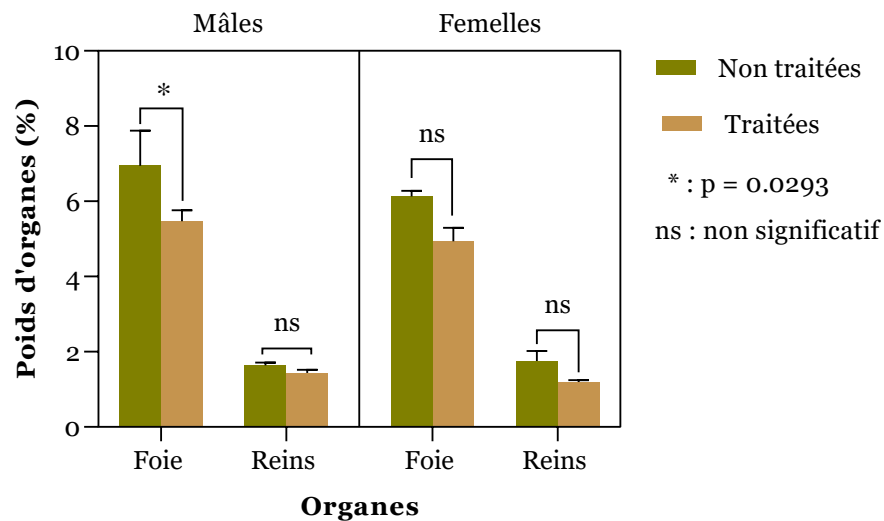 Mâles
Femelles
Poids d'organes (%)
10
8
6
4
2
0
*
ns
ns
ns
Foie
Reins
Foie
Reins
Organes
Non traitées
Traitées
* : p = 0.0293
ns : non significatif